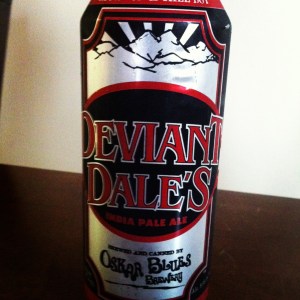 DEVIANT
DALE'S
INDIA PALE ALE
BREWED AND CANNED BY
OSKAR BLUES
BREWERY